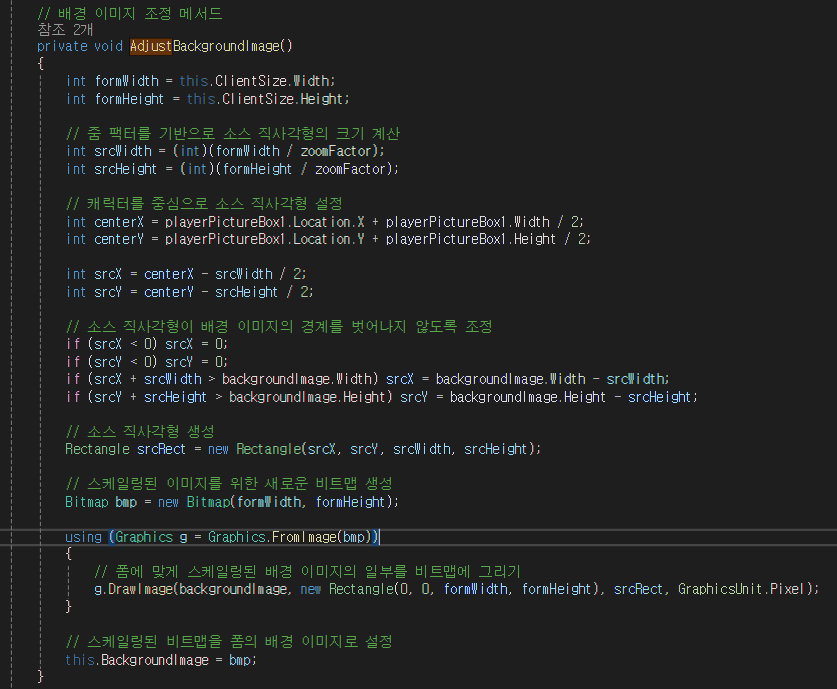 // 배경 이미지 조정 메서드
참조 2개
private void AdjustBackgroundImage()
{
int formWidth = this.ClientSize.Width;
int formHeight = this.ClientSize.Height;
// 줌 팩터를 기반으로 소스 직사각형의 크기 계산
int srcWidth = (int)(formWidth / zoomFactor);
int srcHeight = (int)(formHeight / zoomFactor);
// 캐릭터를 중심으로 소스 직사각형 설정
int centerX = playerPictureBox1.Location.X + playerPictureBox1.Width / 2;
int centerY = playerPictureBox1.Location.Y + playerPictureBox1.Height / 2;
int srcX = centerX - srcWidth / 2;
int srcY = centerY - srcHeight / 2;
// 소스 직사각형이 배경 이미지의 경계를 벗어나지 않도록 조정
if (srcX < 0) srcX = 0;
if (srcY < 0) srcY = 0;
if (srcX + srcWidth > backgroundImage.Width) srcX = backgroundImage.Width - srcWidth;
if (srcY + srcHeight > backgroundImage.Height) srcY = backgroundImage.Height - srcHeight;
// 소스 직사각형 생성
Rectangle srcRect = new Rectangle(srcX, srcY, srcWidth, srcHeight);
// 스케일링된 이미지를 위한 새로운 비트맵 생성
Bitmap bmp = new Bitmap(formWidth, formHeight);
using (Graphics g = Graphics.FromImage(bmp))
{
// 폼에 맞게 스케일링된 배경 이미지의 일부를 비트맵에 그리기
g.DrawImage(backgroundImage, new Rectangle(0, 0, formWidth, formHeight), srcRect, GraphicsUnit.Pixel);
}
// 스케일링된 비트맵을 폼의 배경 이미지로 설정
this.BackgroundImage = bmp;
}